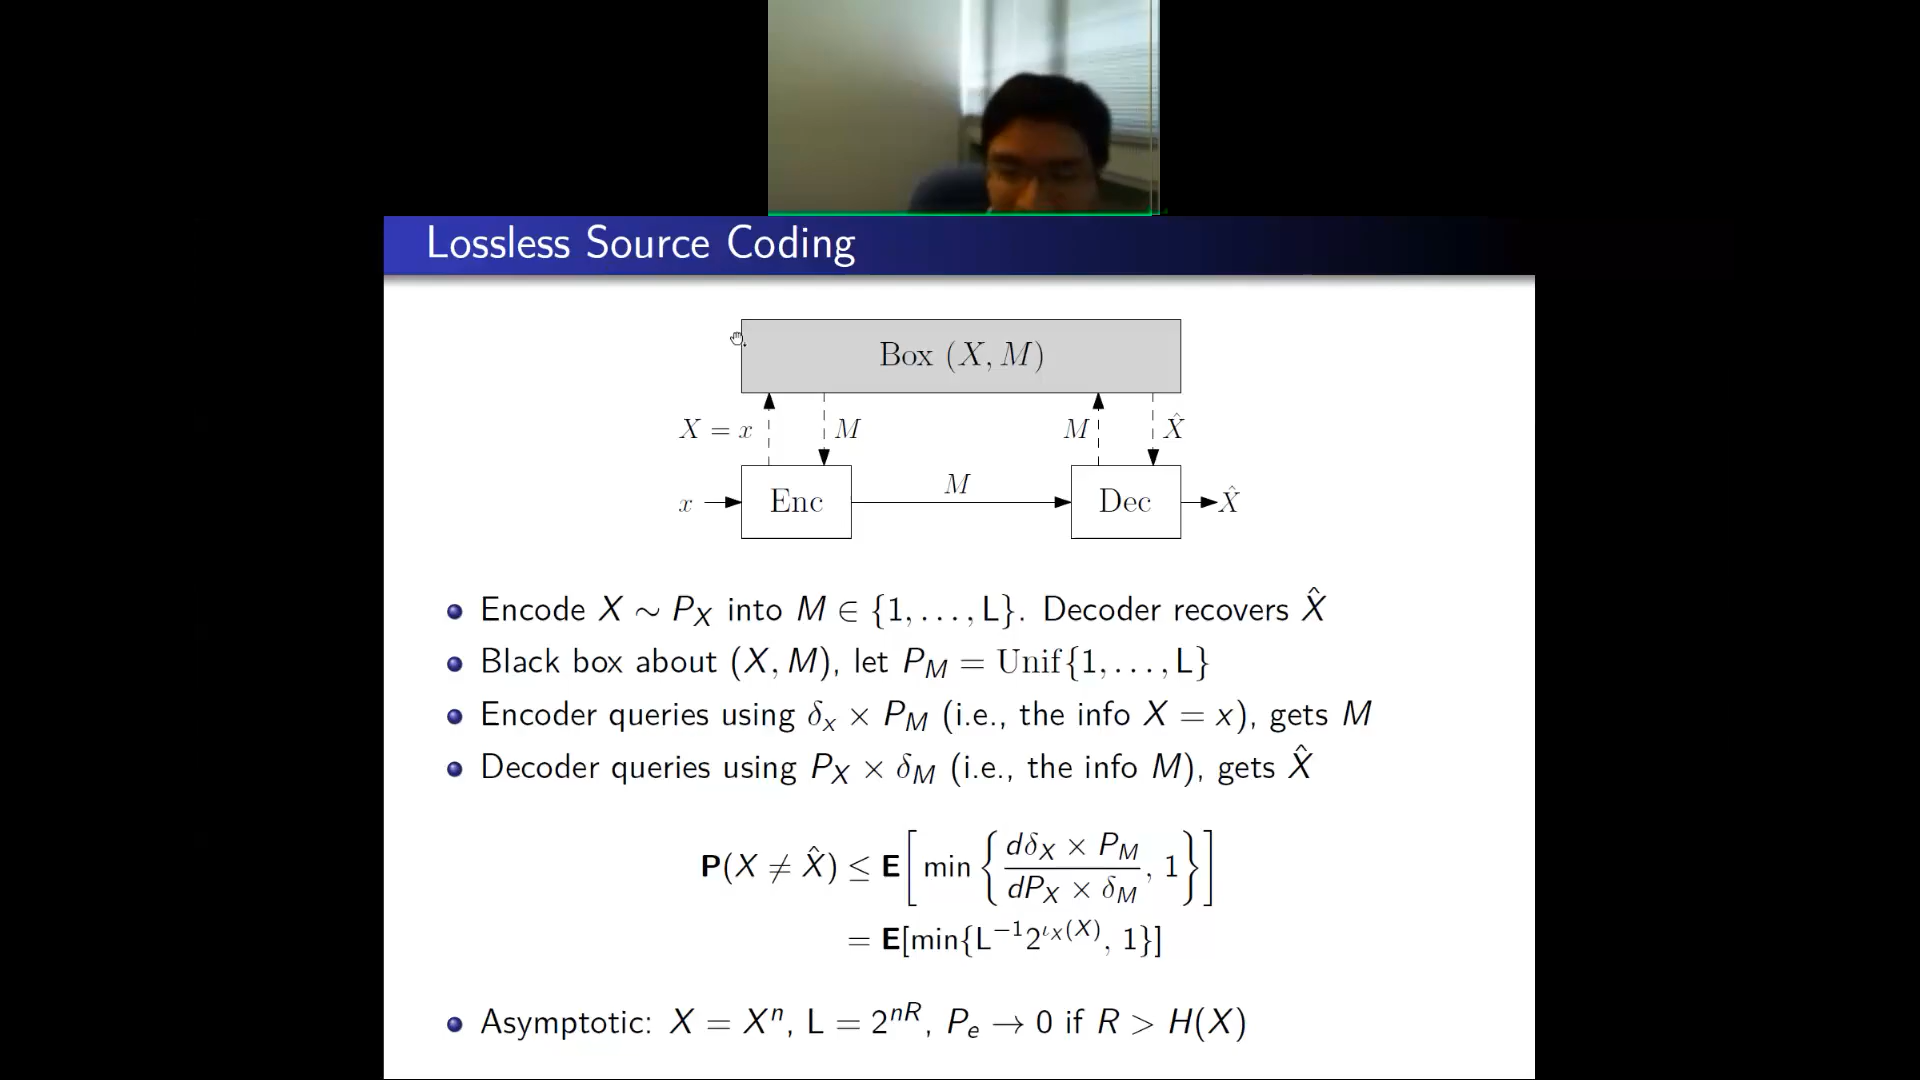 Lossless Source Coding
Box (X, M)
X = x M M X̂
x Enc M Dec X̂
Encode X ∼ P_X into M ∈ {1, . . . , L}. Decoder recovers X̂
Black box about (X, M), let P_M = Unif{1, . . . , L}
Encoder queries using δ_x × P_M (i.e., the info X = x), gets M
Decoder queries using P_X × δ_M (i.e., the info M), gets X̂
P(X ≠ X̂) ≤ E[min{dδ_X × P_M / dP_X × δ_M, 1}]
= E[min{L^{-1}2^{ι_X(X)}, 1}]
Asymptotic: X = X^n, L = 2^{nR}, P_e → 0 if R > H(X)